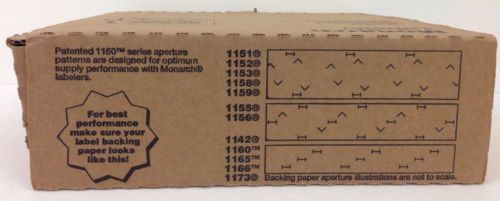 Patented 1160™ series aperture
patterns are designed for optimum
supply performance with Monarch®
labelers.
For best
performance
make sure your
label backing
paper looks
like this!
1151®
1152®
1153®
1158®
1159®
1155®
1156®
1142®
1160™
1165™
1166™
1173®
Backing paper aperture illustrations are not to scale.